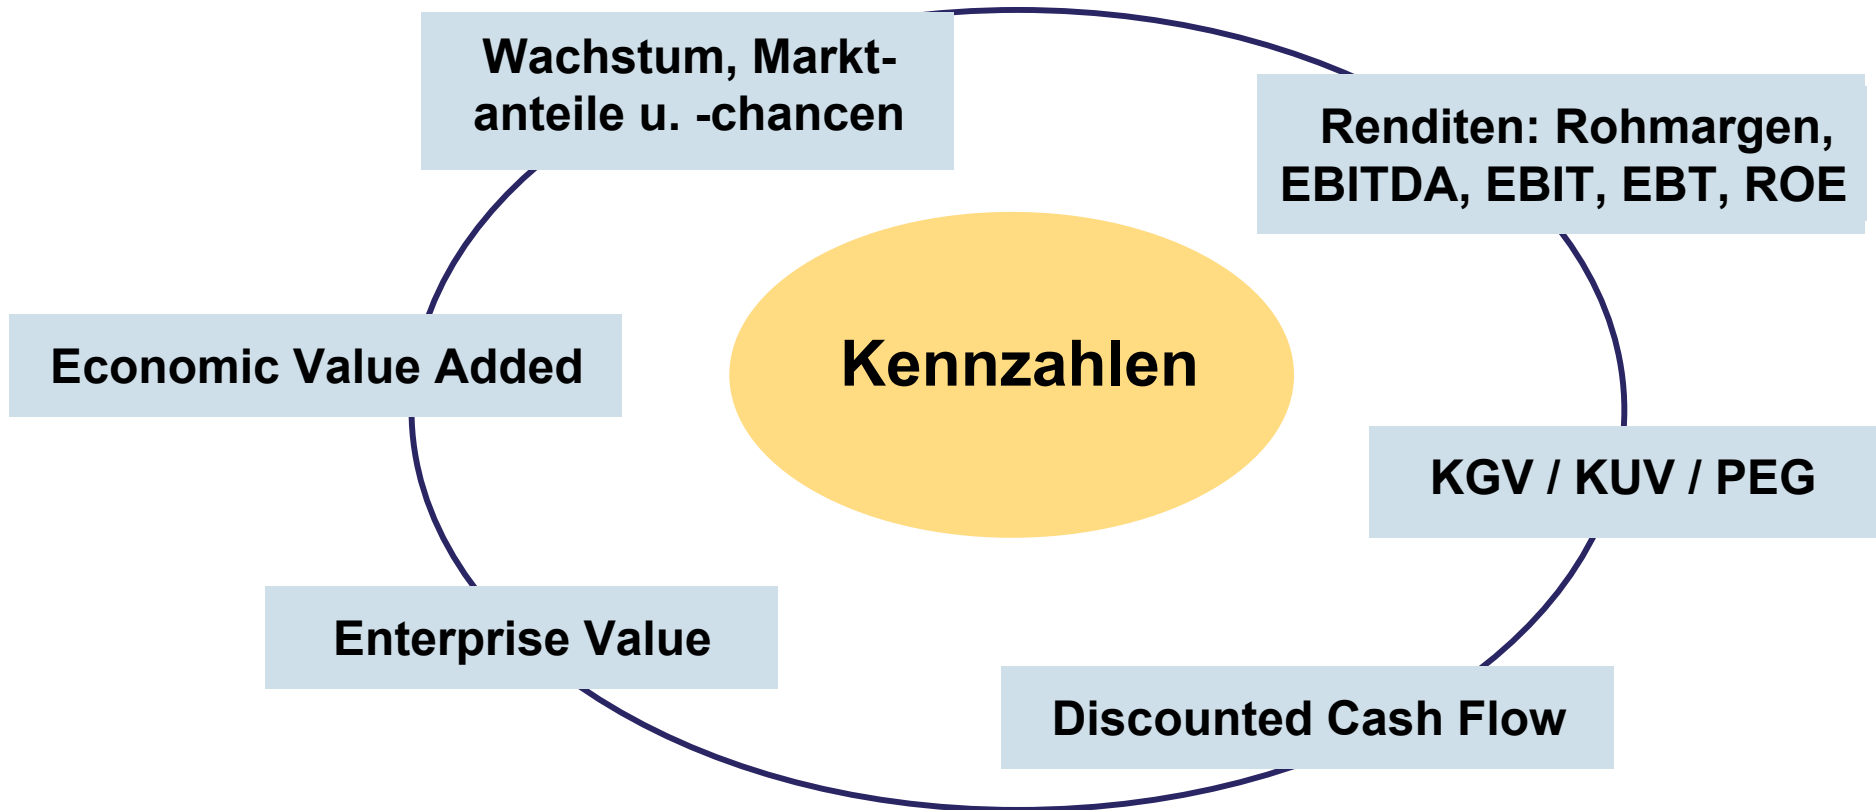 Wachstum, Markt-
anteile u. -chancen
Renditen: Rohmargen,
EBITDA, EBIT, EBT, ROE
Kennzahlen
Economic Value Added
KGV / KUV / PEG
Enterprise Value
Discounted Cash Flow